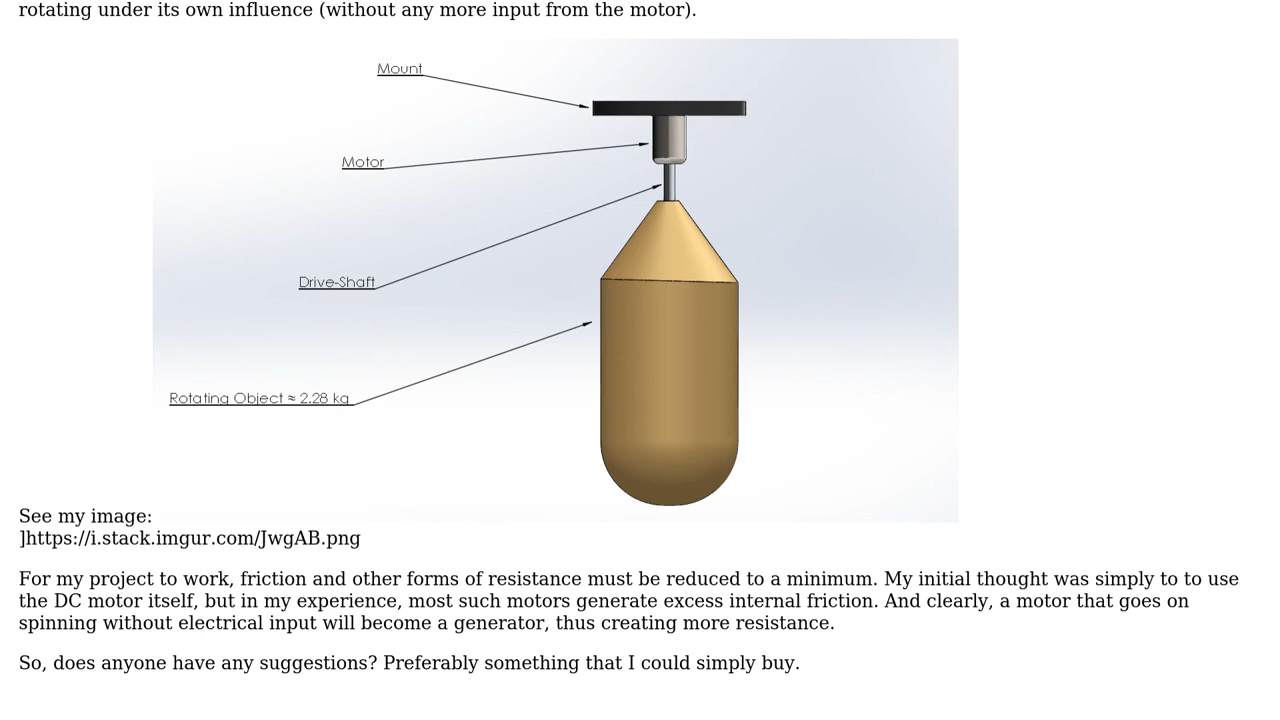 rotating under its own influence (without any more input from the motor).
Mount
Motor
Drive-Shaft
Rotating Object ≈ 2.28 kg
See my image:
]https://i.stack.imgur.com/JwgAB.png
For my project to work, friction and other forms of resistance must be reduced to a minimum. My initial thought was simply to to use
the DC motor itself, but in my experience, most such motors generate excess internal friction. And clearly, a motor that goes on
spinning without electrical input will become a generator, thus creating more resistance.
So, does anyone have any suggestions? Preferably something that I could simply buy.